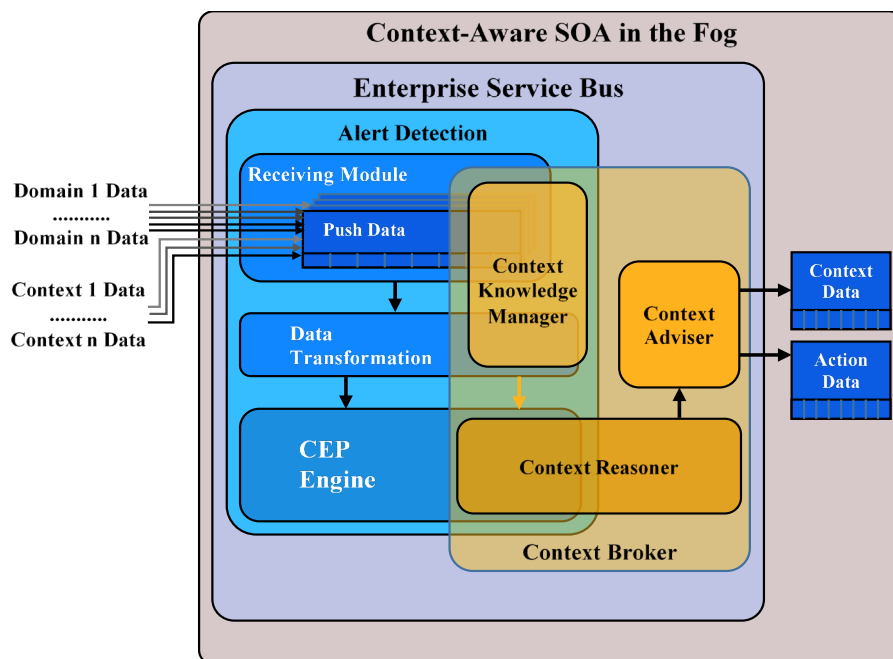 Context-Aware SOA in the Fog
Enterprise Service Bus
Alert Detection
Receiving Module
Domain 1 Data
...........
Domain n Data
Push Data
Context 1 Data
...........
Context n Data
Context
Knowledge
Manager
Context
Adviser
Context
Data
Action
Data
Data
Transformation
CEP
Engine
Context Reasoner
Context Broker